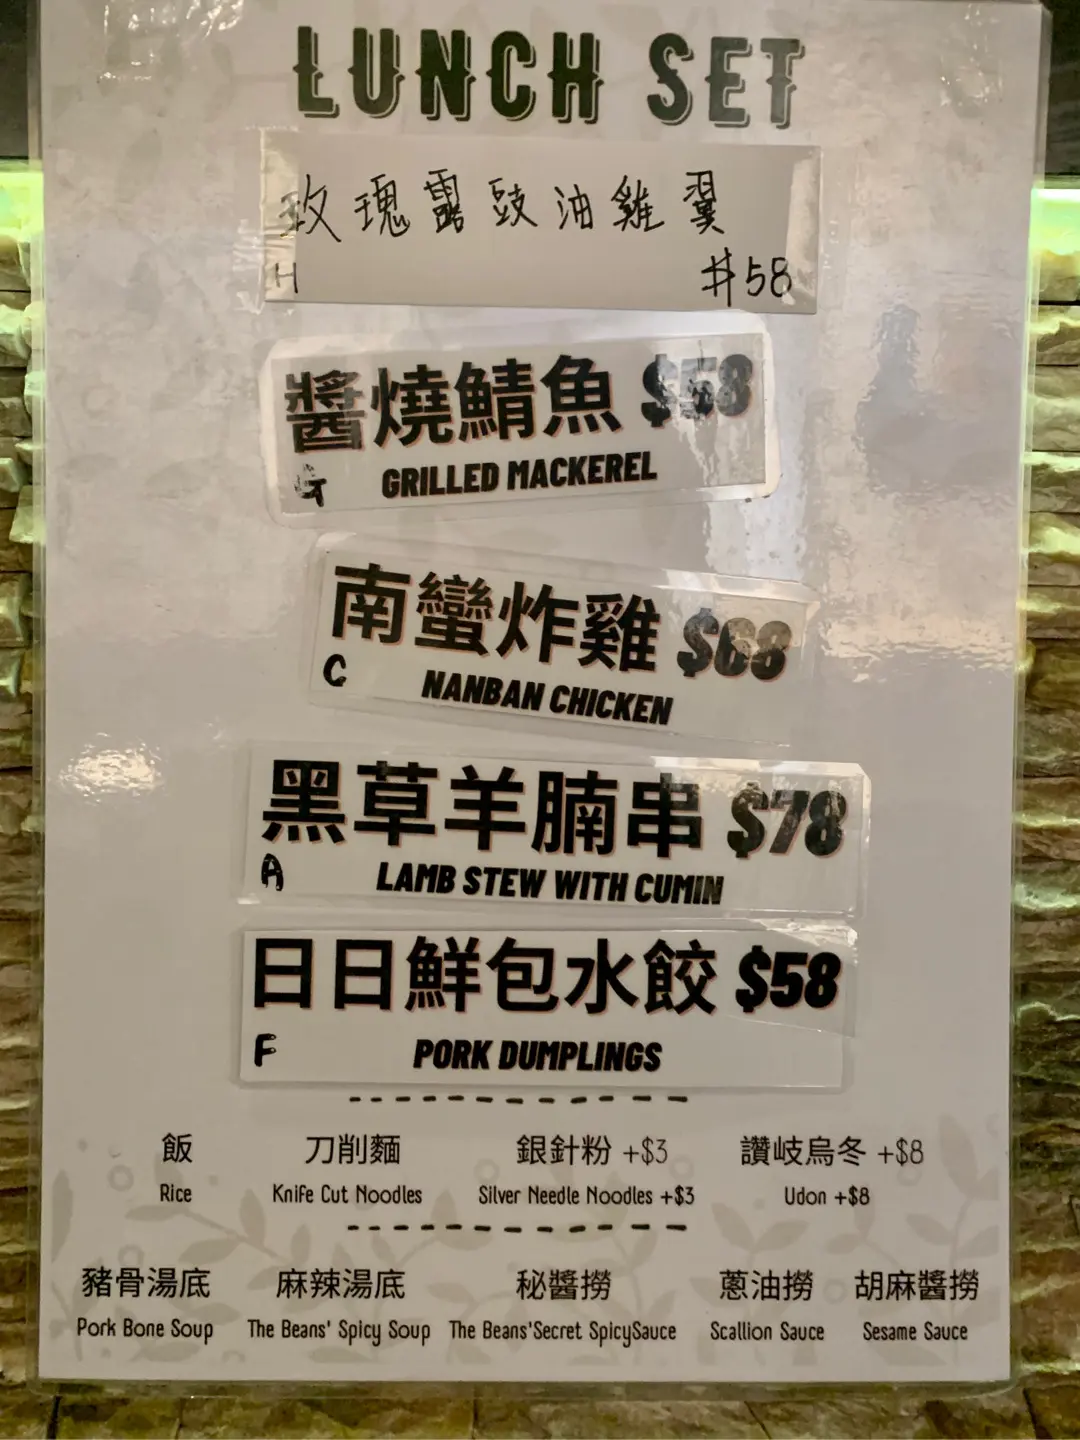 LUNCH SET
玫瑰露豉油雞翼
H $58
醬燒鯖魚 $58
G GRILLED MACKEREL
南蠻炸雞 $68
C NANBAN CHICKEN
黑草羊腩串 $78
A LAMB STEW WITH CUMIN
日日鮮包水餃 $58
F PORK DUMPLINGS
飯 刀削麵 銀針粉 +$3 讚岐烏冬 +$8
Rice Knife Cut Noodles Silver Needle Noodles +$3 Udon +$8
豬骨湯底 麻辣湯底 秘醬撈 蔥油撈 胡麻醬撈
Pork Bone Soup The Beans' Spicy Soup The Beans'Secret SpicySauce Scallion Sauce Sesame Sauce